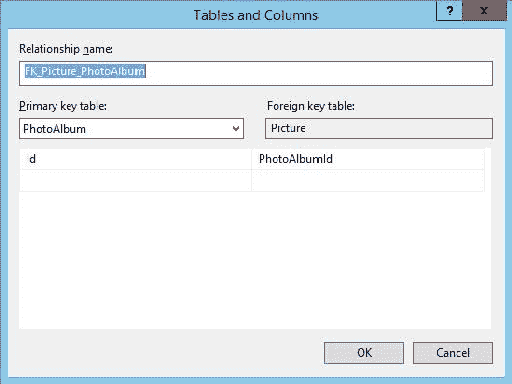 Tables and Columns
? x
Relationship name:
FK_Picture_PhotoAlbum
Primary key table:
Foreign key table:
PhotoAlbum
Picture
d
PhotoAlbumId
OK
Cancel